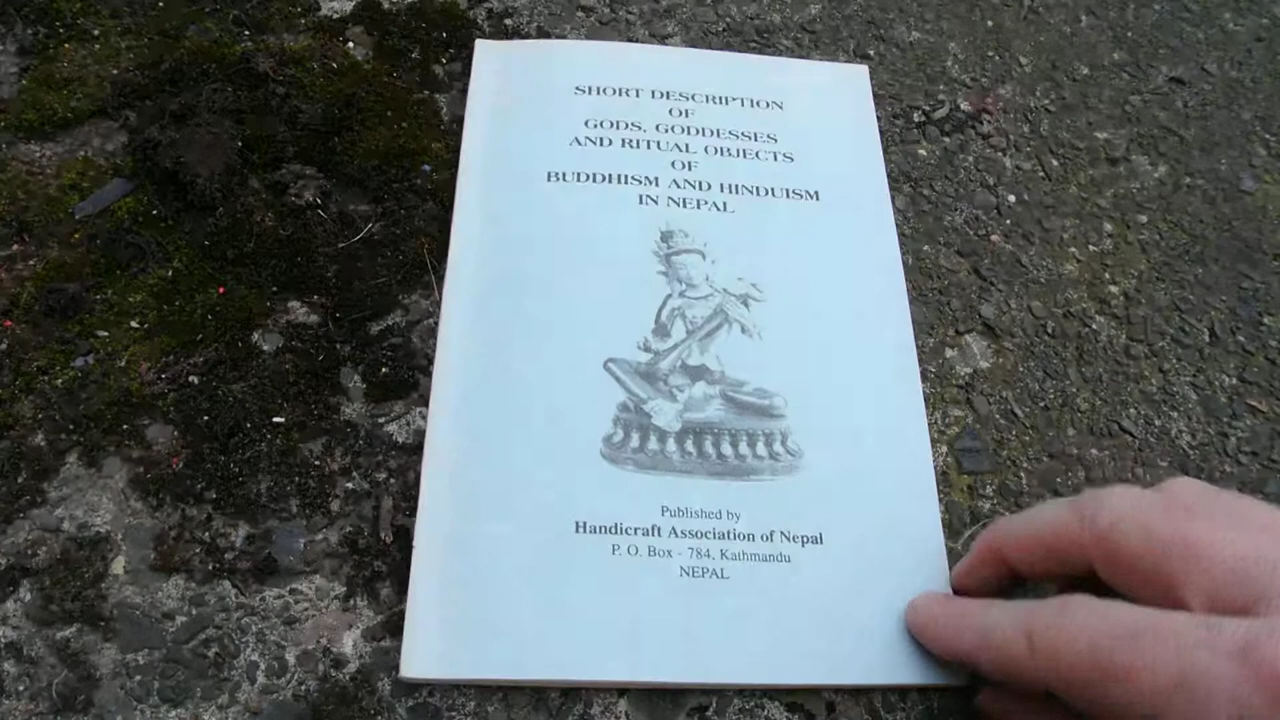 SHORT DESCRIPTION
OF
GODS, GODDESSES
AND RITUAL OBJECTS
OF
BUDDHISM AND HINDUISM
IN NEPAL
Published by
Handicraft Association of Nepal
P. O. Box - 784, Kathmandu
NEPAL